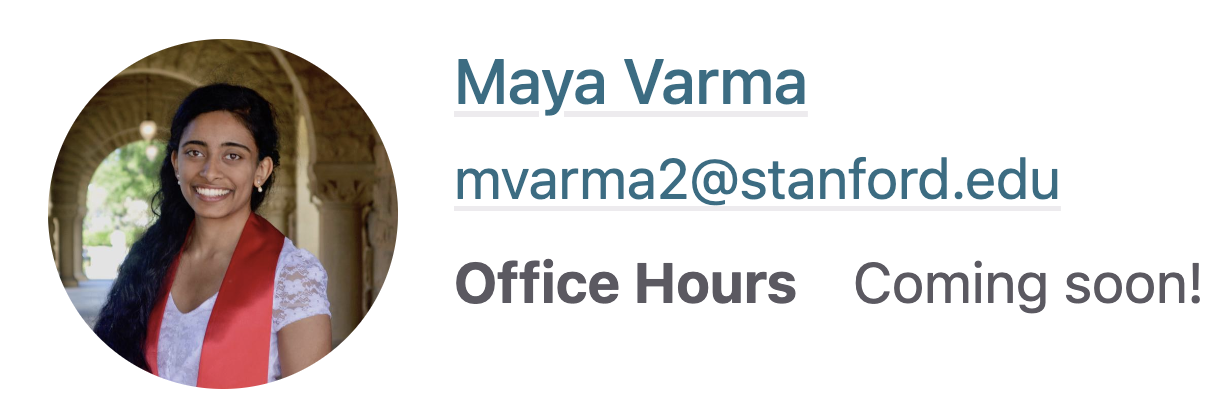 Maya Varma
mvarma2@stanford.edu
Office Hours Coming soon!